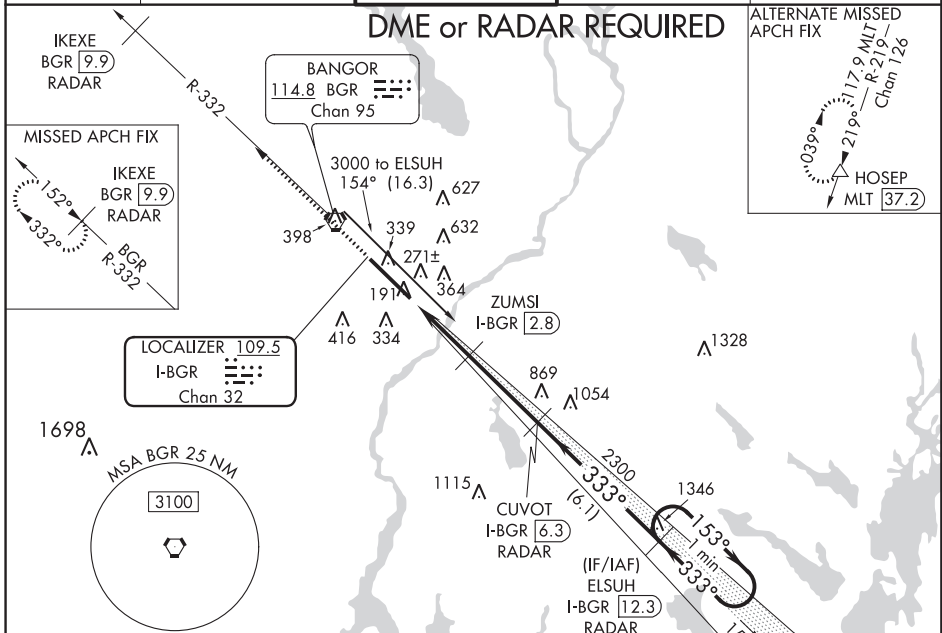 DME or RADAR REQUIRED
IKEXE
BGR 9.9
RADAR
R-332
BANGOR
114.8 BGR
Chan 95
ALTERNATE MISSED
APCH FIX
117.9 MLT
R-219
Chan 126
039°
219°
HOSEP
MLT 37.2
MISSED APCH FIX
IKEXE
BGR 9.9
RADAR
152°
332°
BGR
R-332
3000 to ELSUH
154° (16.3)
627
632
398
339
271±
364
191
416
334
ZUMSI
I-BGR 2.8
1328
LOCALIZER 109.5
I-BGR
Chan 32
869
1054
1698
MSA BGR 25 NM
3100
1115
CUVOT
I-BGR 6.3
RADAR
2300
333°
(6.1)
1346
153°
1 min
333°
(IF/IAF)
ELSUH
I-BGR 12.3
RADAR